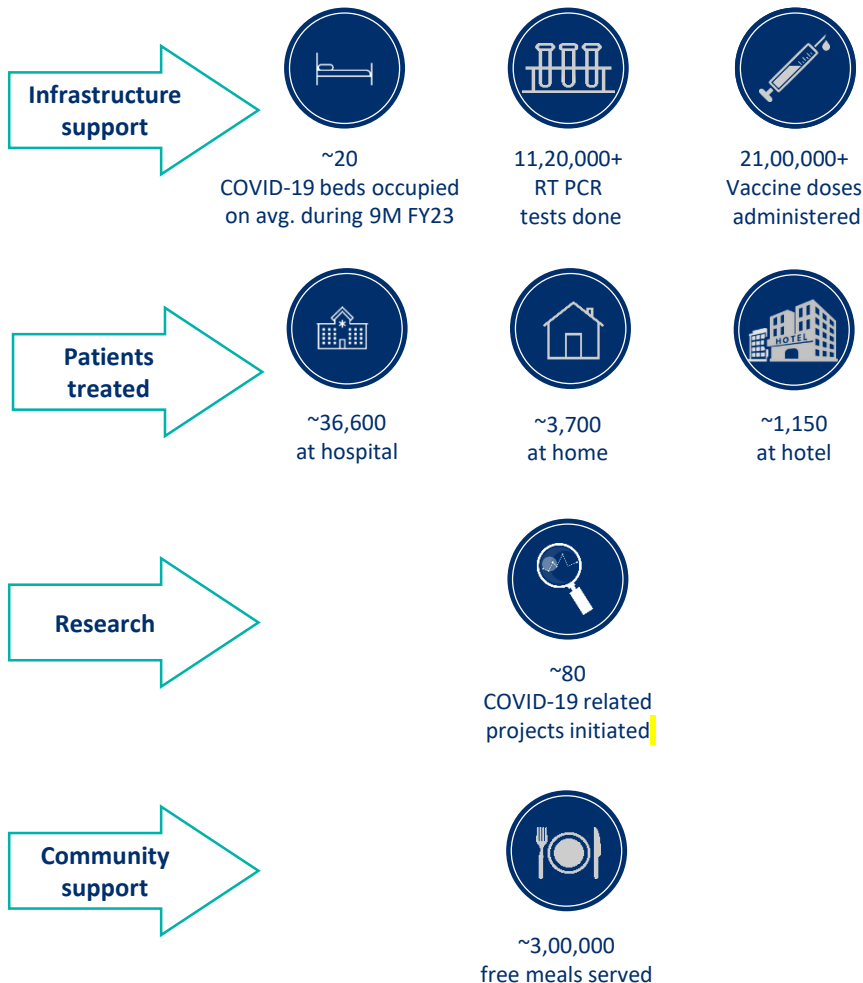 Infrastructure
support
~20
COVID-19 beds occupied
on avg. during 9M FY23
11,20,000+
RT PCR
tests done
21,00,000+
Vaccine doses
administered
Patients
treated
~36,600
at hospital
~3,700
at home
HOTEL
~1,150
at hotel
Research
~80
COVID-19 related
projects initiated
Community
support
~3,00,000
free meals served